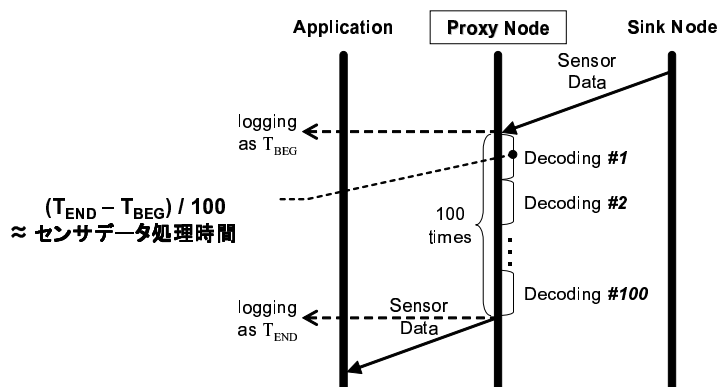 Application
Proxy Node
Sink Node
Sensor
Data
logging
as T_BEG
Decoding #1
(T_END – T_BEG) / 100
≈ センサデータ処理時間
Decoding #2
100
times
Decoding #100
logging
as T_END
Sensor
Data